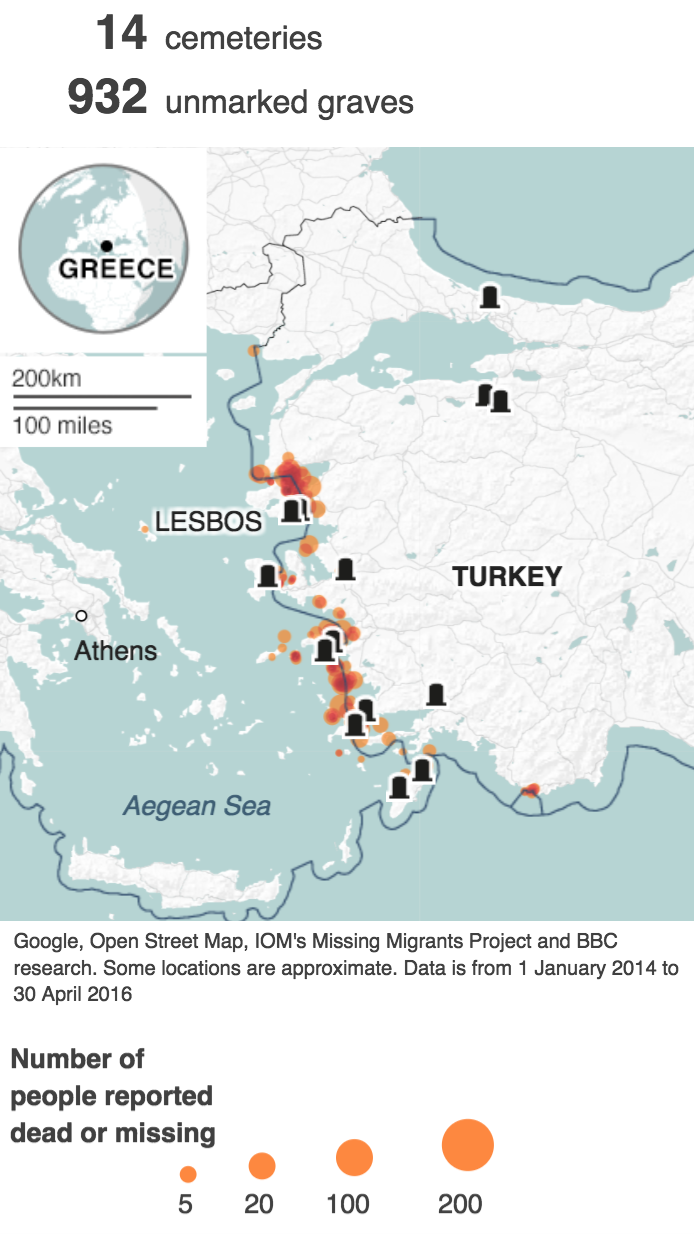 14 cemeteries
932 unmarked graves
GREECE
200km
100 miles
LESBOS
TURKEY
Athens
Aegean Sea
Google, Open Street Map, IOM's Missing Migrants Project and BBC
research. Some locations are approximate. Data is from 1 January 2014 to
30 April 2016
Number of
people reported
dead or missing
5 20 100 200